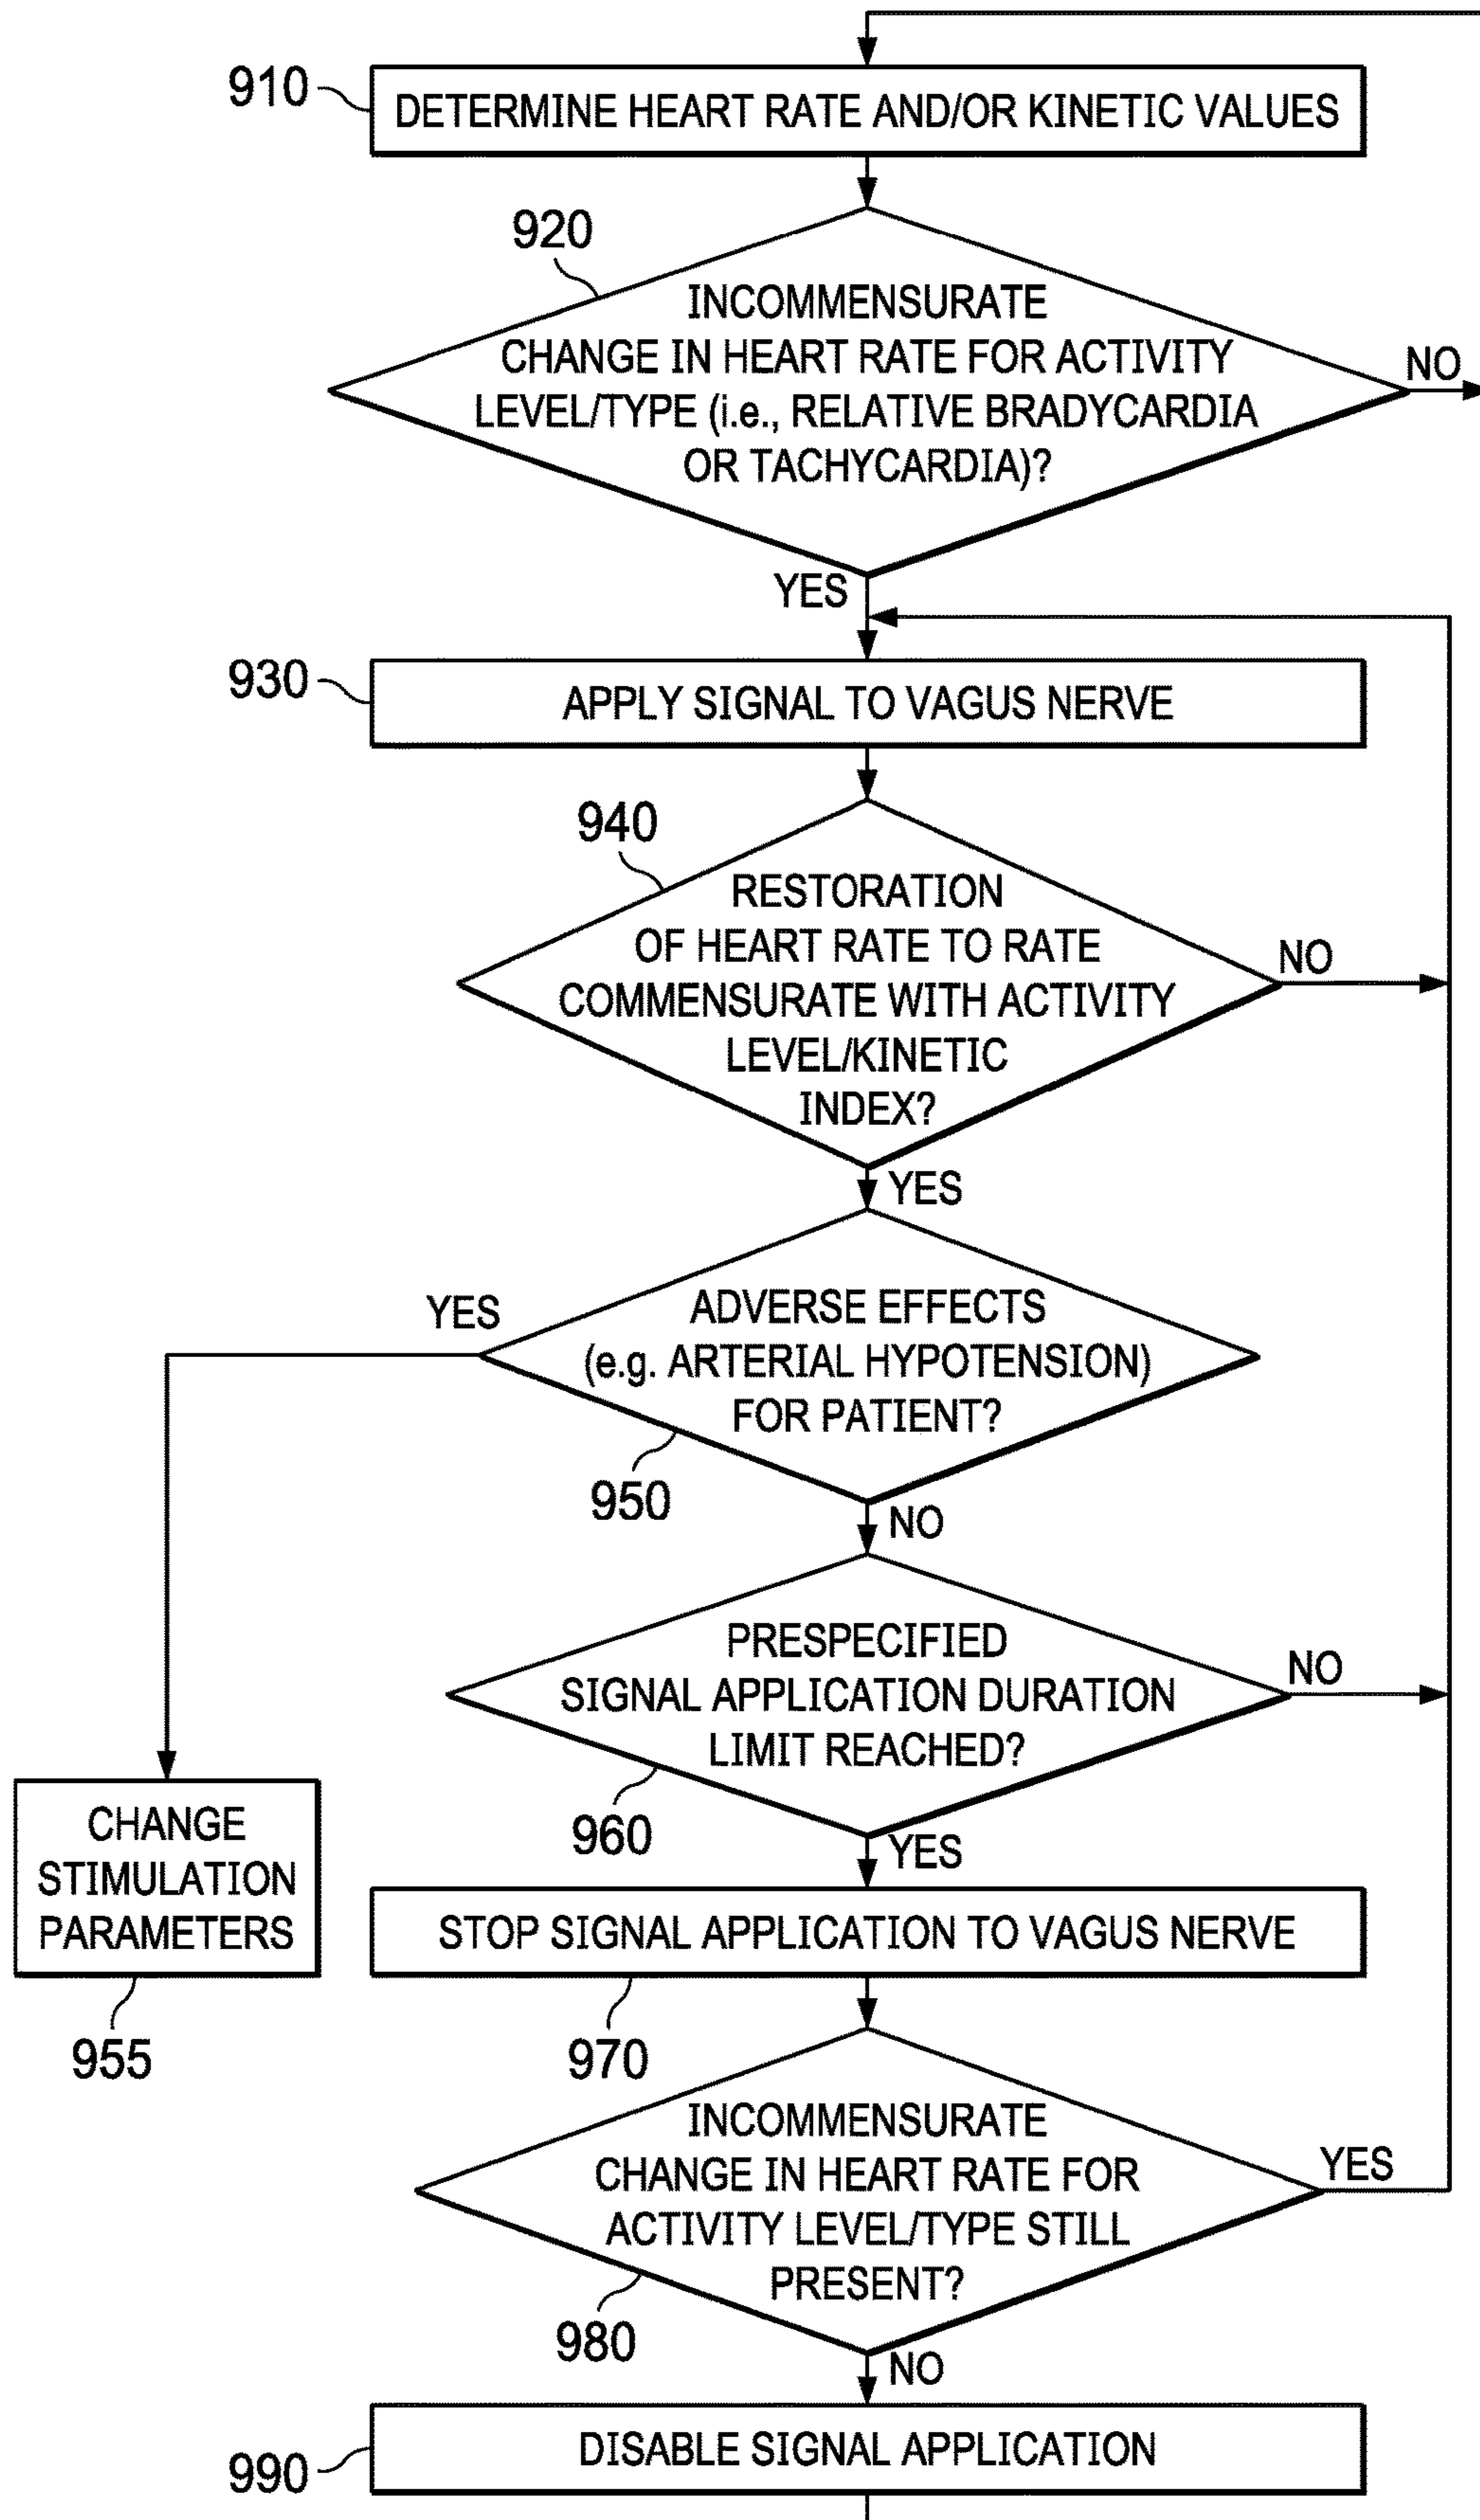 910
DETERMINE HEART RATE AND/OR KINETIC VALUES
920
INCOMMENSURATE
CHANGE IN HEART RATE FOR ACTIVITY
LEVEL/TYPE (i.e., RELATIVE BRADYCARDIA
OR TACHYCARDIA)?
NO
YES
930
APPLY SIGNAL TO VAGUS NERVE
940
RESTORATION
OF HEART RATE TO RATE
COMMENSURATE WITH ACTIVITY
LEVEL/KINETIC
INDEX?
NO
YES
YES
ADVERSE EFFECTS
(e.g. ARTERIAL HYPOTENSION)
FOR PATIENT?
950
NO
PRESPECIFIED
SIGNAL APPLICATION DURATION
LIMIT REACHED?
NO
960
YES
CHANGE
STIMULATION
PARAMETERS
955
STOP SIGNAL APPLICATION TO VAGUS NERVE
970
INCOMMENSURATE
CHANGE IN HEART RATE FOR
ACTIVITY LEVEL/TYPE STILL
PRESENT?
YES
980
NO
990
DISABLE SIGNAL APPLICATION